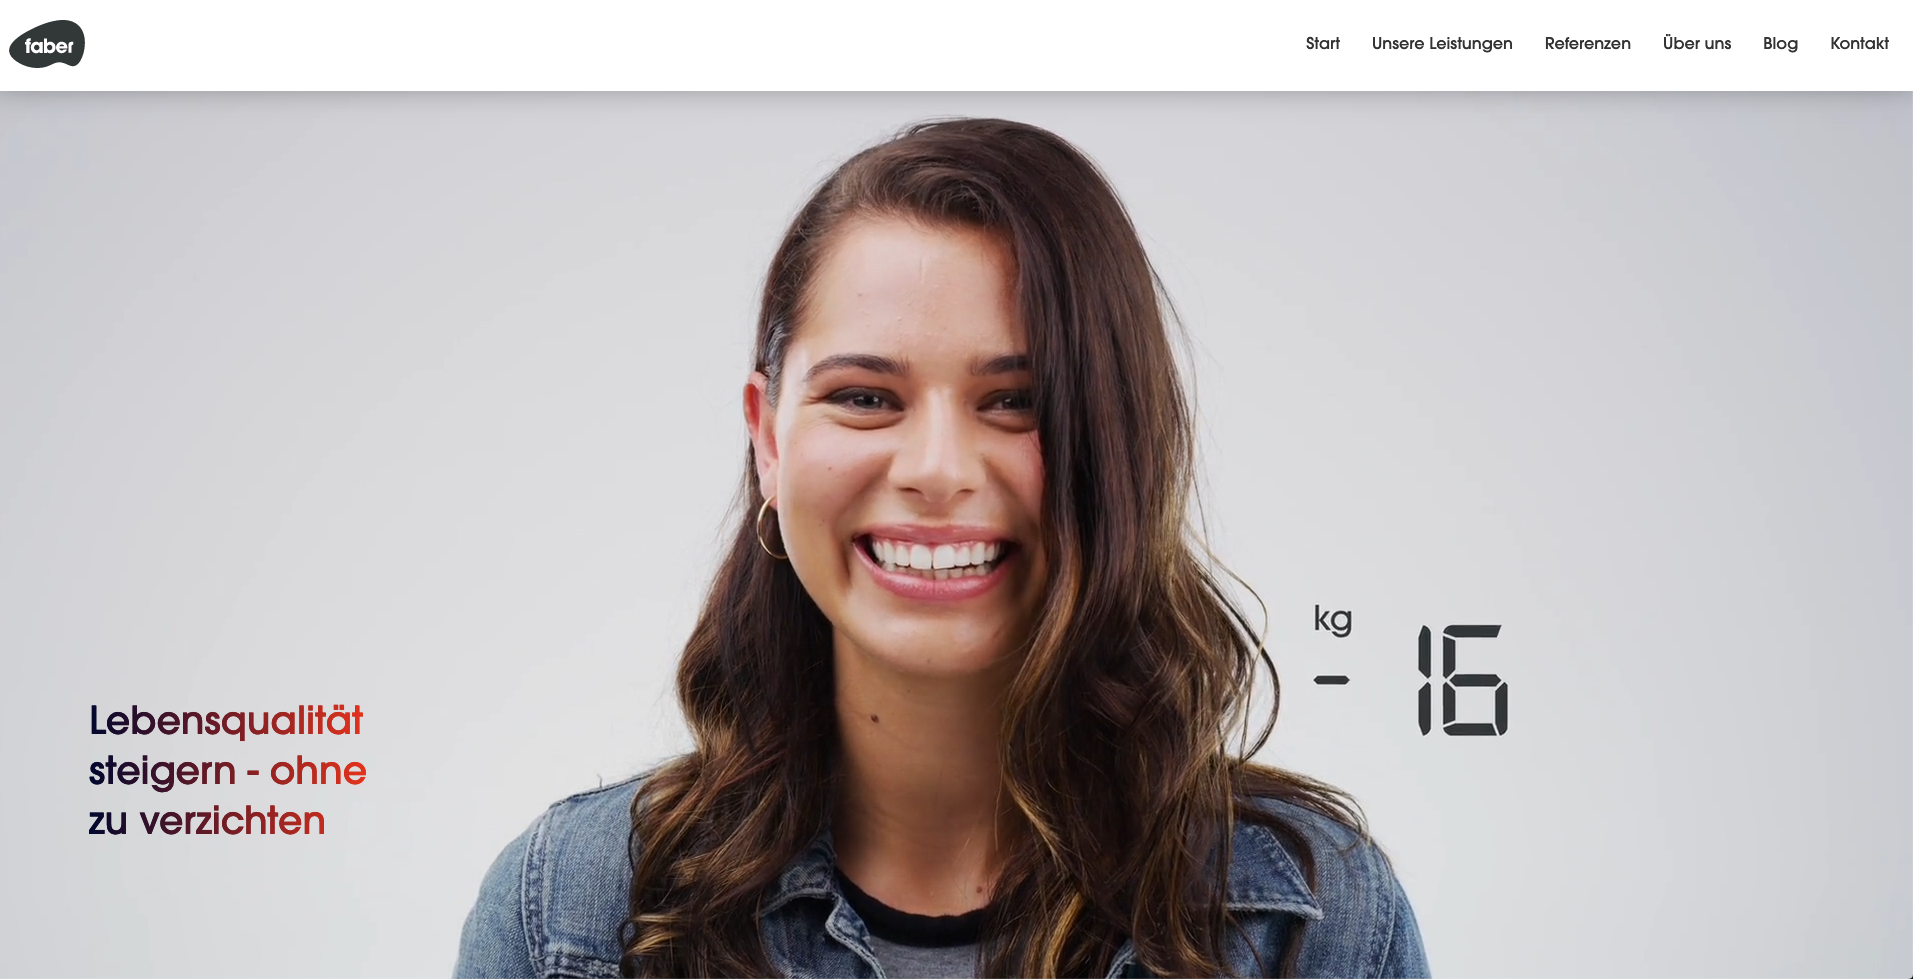 faber
Start Unsere Leistungen Referenzen Über uns Blog Kontakt
kg
- 16
Lebensqualität
steigern - ohne
zu verzichten